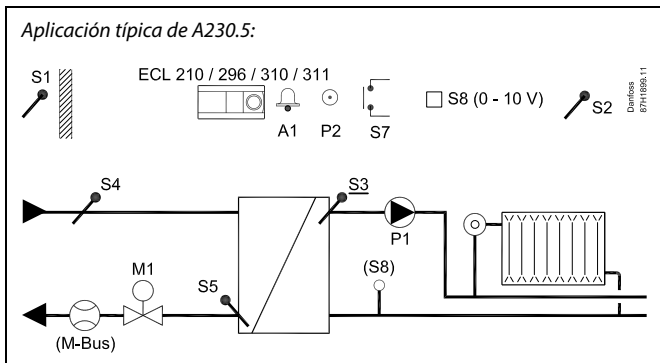 Aplicación típica de A230.5:
S1
ECL 210 / 296 / 310 / 311
A1
P2
S7
S8 (0 - 10 V)
S2
Danfoss
87H1899.11
S4
S3
P1
M1
S5
(S8)
(M-Bus)